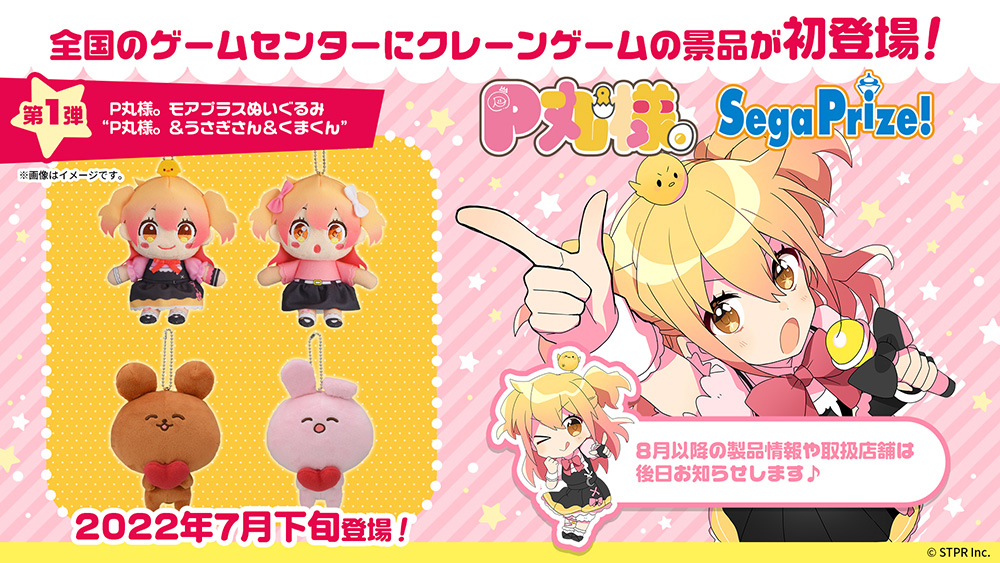 全国のゲームセンターにクレーンゲームの景品が初登場！
第1弾
P丸様。モアプラスぬいぐるみ
“P丸様。＆うさぎさん＆くまくん”
※画像はイメージです。
P丸様。
SegaPrize!
8月以降の製品情報や取扱店舗は
後日お知らせします♪
2022年7月下旬登場！
© STPR Inc.